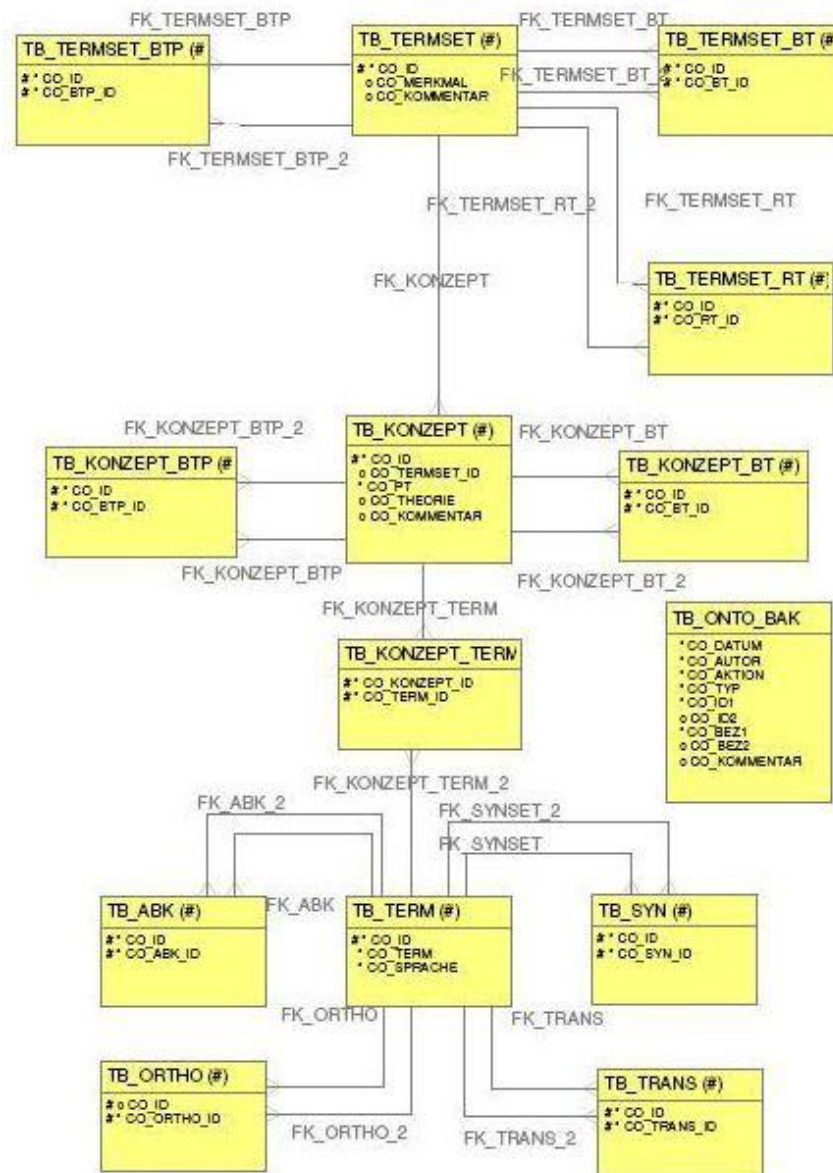 FK_TERMSET_BTP
FK_TERMSET_BT
TB_TERMSET_BTP (#
#* CO_ID
#* CO_BTP_ID
TB_TERMSET (#)
#* CO_ID
o CO_MERKMAL
o CO_KOMMENTAR
FK_TERMSET_BT_
TB_TERMSET_BT (#
#* CO_ID
#* CO_BT_ID
FK_TERMSET_BTP_2
FK_TERMSET_RT_2
FK_TERMSET_RT
FK_KONZEPT
TB_TERMSET_RT (#)
#* CO_ID
#* CO_RT_ID
FK_KONZEPT_BTP_2
FK_KONZEPT_BT
TB_KONZEPT_BTP (#
#* CO_ID
#* CO_BTP_ID
TB_KONZEPT (#)
#* CO_ID
o CO_TERMSET_ID
* CO_PT
o CO_THEORIE
o CO_KOMMENTAR
TB_KONZEPT_BT (#)
#* CO_ID
#* CO_BT_ID
FK_KONZEPT_BTP
FK_KONZEPT_BT_2
FK_KONZEPT_TERM
TB_KONZEPT_TERM
#* CO_KONZEPT_ID
#* CO_TERM_ID
TB_ONTO_BAK
* CO_DATUM
* CO_AUTOR
* CO_AKTION
* CO_TYP
* CO_ID1
o CO_ID2
* CO_BEZ1
o CO_BEZ2
o CO_KOMMENTAR
FK_KONZEPT_TERM_2
FK_ABK_2
FK_SYNSET_2
FK_SYNSET
FK_ABK
TB_ABK (#)
#* CO_ID
#* CO_ABK_ID
TB_TERM (#)
#* CO_ID
* CO_TERM
* CO_SPRACHE
TB_SYN (#)
#* CO_ID
#* CO_SYN_ID
FK_ORTHO
FK_TRANS
TB_ORTHO (#)
# o CO_ID
#* CO_ORTHO_ID
TB_TRANS (#)
#* CO_ID
#* CO_TRANS_ID
FK_ORTHO_2
FK_TRANS_2